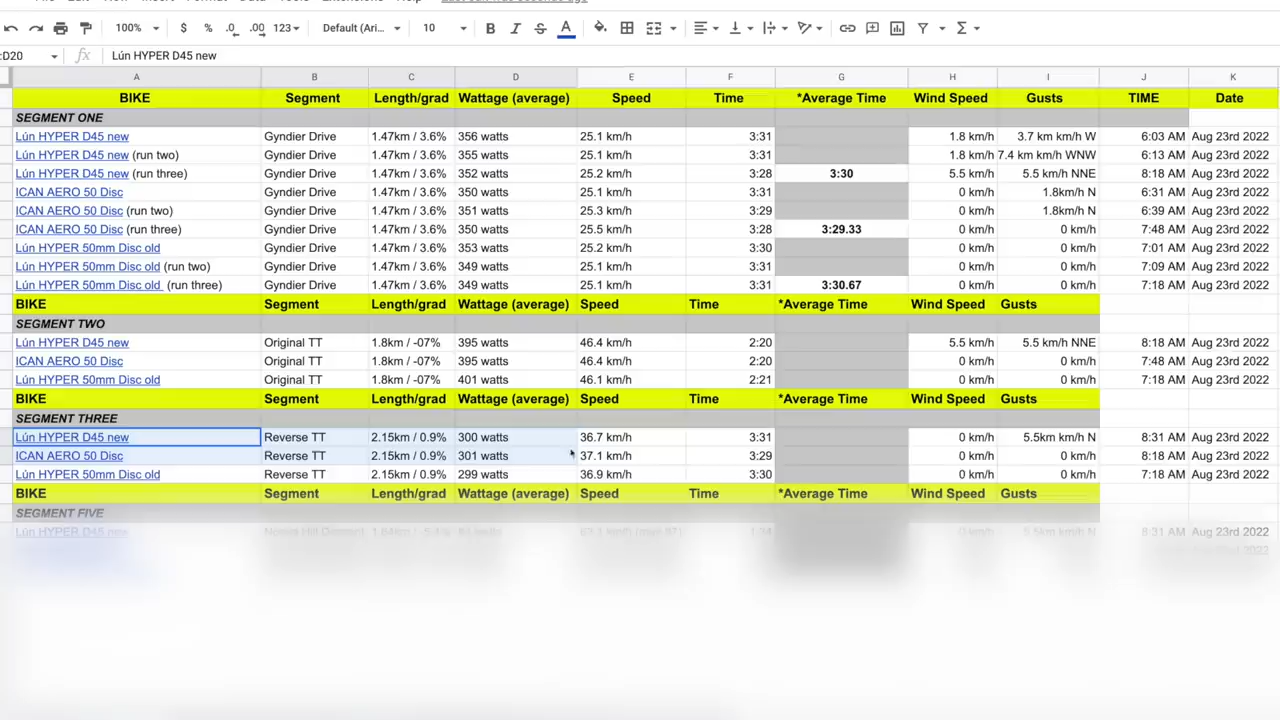 100% $ % .0 .00 123 Default (Ari... 10 B I S A
:D20 fx Lún HYPER D45 new
A B C D E F G H I J K
BIKE Segment Length/grad Wattage (average) Speed Time *Average Time Wind Speed Gusts TIME Date
SEGMENT ONE
Lún HYPER D45 new Gyndier Drive 1.47km / 3.6% 356 watts 25.1 km/h 3:31 1.8 km/h 3.7 km km/h W 6:03 AM Aug 23rd 2022
Lún HYPER D45 new (run two) Gyndier Drive 1.47km / 3.6% 355 watts 25.1 km/h 3:31 1.8 km/h 7.4 km km/h WNW 6:13 AM Aug 23rd 2022
Lún HYPER D45 new (run three) Gyndier Drive 1.47km / 3.6% 352 watts 25.2 km/h 3:28 3:30 5.5 km/h 5.5 km/h NNE 8:18 AM Aug 23rd 2022
ICAN AERO 50 Disc Gyndier Drive 1.47km / 3.6% 350 watts 25.1 km/h 3:31 0 km/h 1.8km/h N 6:31 AM Aug 23rd 2022
ICAN AERO 50 Disc (run two) Gyndier Drive 1.47km / 3.6% 351 watts 25.3 km/h 3:29 0 km/h 1.8km/h N 6:39 AM Aug 23rd 2022
ICAN AERO 50 Disc (run three) Gyndier Drive 1.47km / 3.6% 350 watts 25.5 km/h 3:28 3:29.33 0 km/h 0 km/h 7:48 AM Aug 23rd 2022
Lún HYPER 50mm Disc old Gyndier Drive 1.47km / 3.6% 353 watts 25.2 km/h 3:30 0 km/h 0 km/h 7:01 AM Aug 23rd 2022
Lún HYPER 50mm Disc old (run two) Gyndier Drive 1.47km / 3.6% 349 watts 25.1 km/h 3:31 0 km/h 0 km/h 7:09 AM Aug 23rd 2022
Lún HYPER 50mm Disc old (run three) Gyndier Drive 1.47km / 3.6% 349 watts 25.1 km/h 3:31 3:30.67 0 km/h 0 km/h 7:18 AM Aug 23rd 2022
BIKE Segment Length/grad Wattage (average) Speed Time *Average Time Wind Speed Gusts
SEGMENT TWO
Lún HYPER D45 new Original TT 1.8km / -07% 395 watts 46.4 km/h 2:20 5.5 km/h 5.5 km/h NNE 8:18 AM Aug 23rd 2022
ICAN AERO 50 Disc Original TT 1.8km / -07% 395 watts 46.4 km/h 2:20 0 km/h 0 km/h 7:48 AM Aug 23rd 2022
Lún HYPER 50mm Disc old Original TT 1.8km / -07% 401 watts 46.1 km/h 2:21 0 km/h 0 km/h 7:18 AM Aug 23rd 2022
BIKE Segment Length/grad Wattage (average) Speed Time *Average Time Wind Speed Gusts
SEGMENT THREE
Lún HYPER D45 new Reverse TT 2.15km / 0.9% 300 watts 36.7 km/h 3:31 0 km/h 5.5km km/h N 8:31 AM Aug 23rd 2022
ICAN AERO 50 Disc Reverse TT 2.15km / 0.9% 301 watts 37.1 km/h 3:29 0 km/h 0 km/h 8:18 AM Aug 23rd 2022
Lún HYPER 50mm Disc old Reverse TT 2.15km / 0.9% 299 watts 36.9 km/h 3:30 0 km/h 0 km/h 7:18 AM Aug 23rd 2022
BIKE Segment Length/grad Wattage (average) Speed Time *Average Time Wind Speed Gusts
SEGMENT FIVE
Lún HYPER D45 new 0 km/h 5.5km km/h N 8:31 AM Aug 23rd 2022